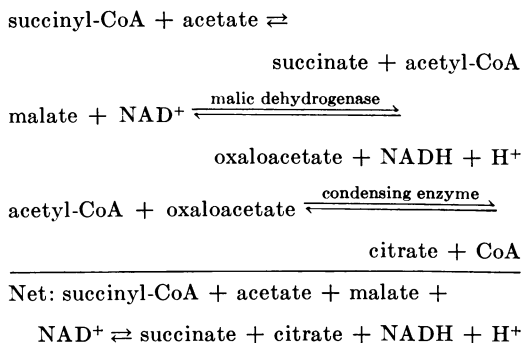 succinyl-CoA + acetate ⇄
succinate + acetyl-CoA
malic dehydrogenase
malate + NAD⁺ ⇄
oxaloacetate + NADH + H⁺
condensing enzyme
acetyl-CoA + oxaloacetate ⇄
citrate + CoA
Net: succinyl-CoA + acetate + malate +
NAD⁺ ⇄ succinate + citrate + NADH + H⁺